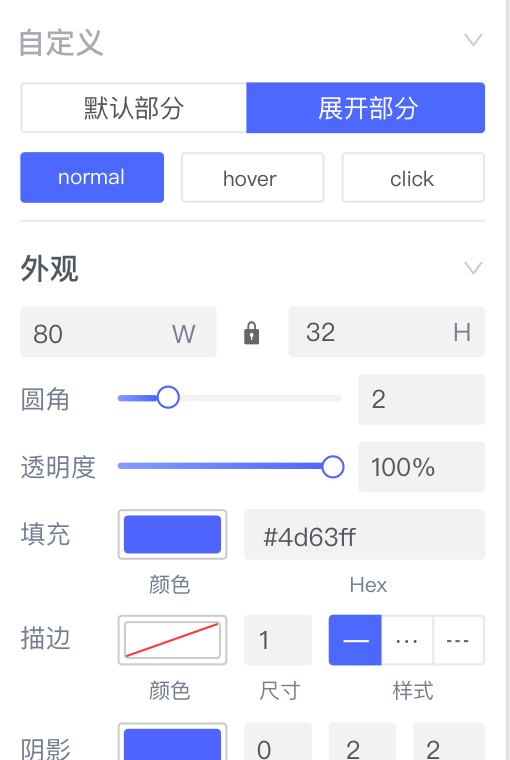 自定义
默认部分 展开部分
normal hover click
外观
80 W 32 H
圆角 2
透明度 100%
填充 #4d63ff
颜色 Hex
描边 1
颜色 尺寸 样式
阴影 0 2 2